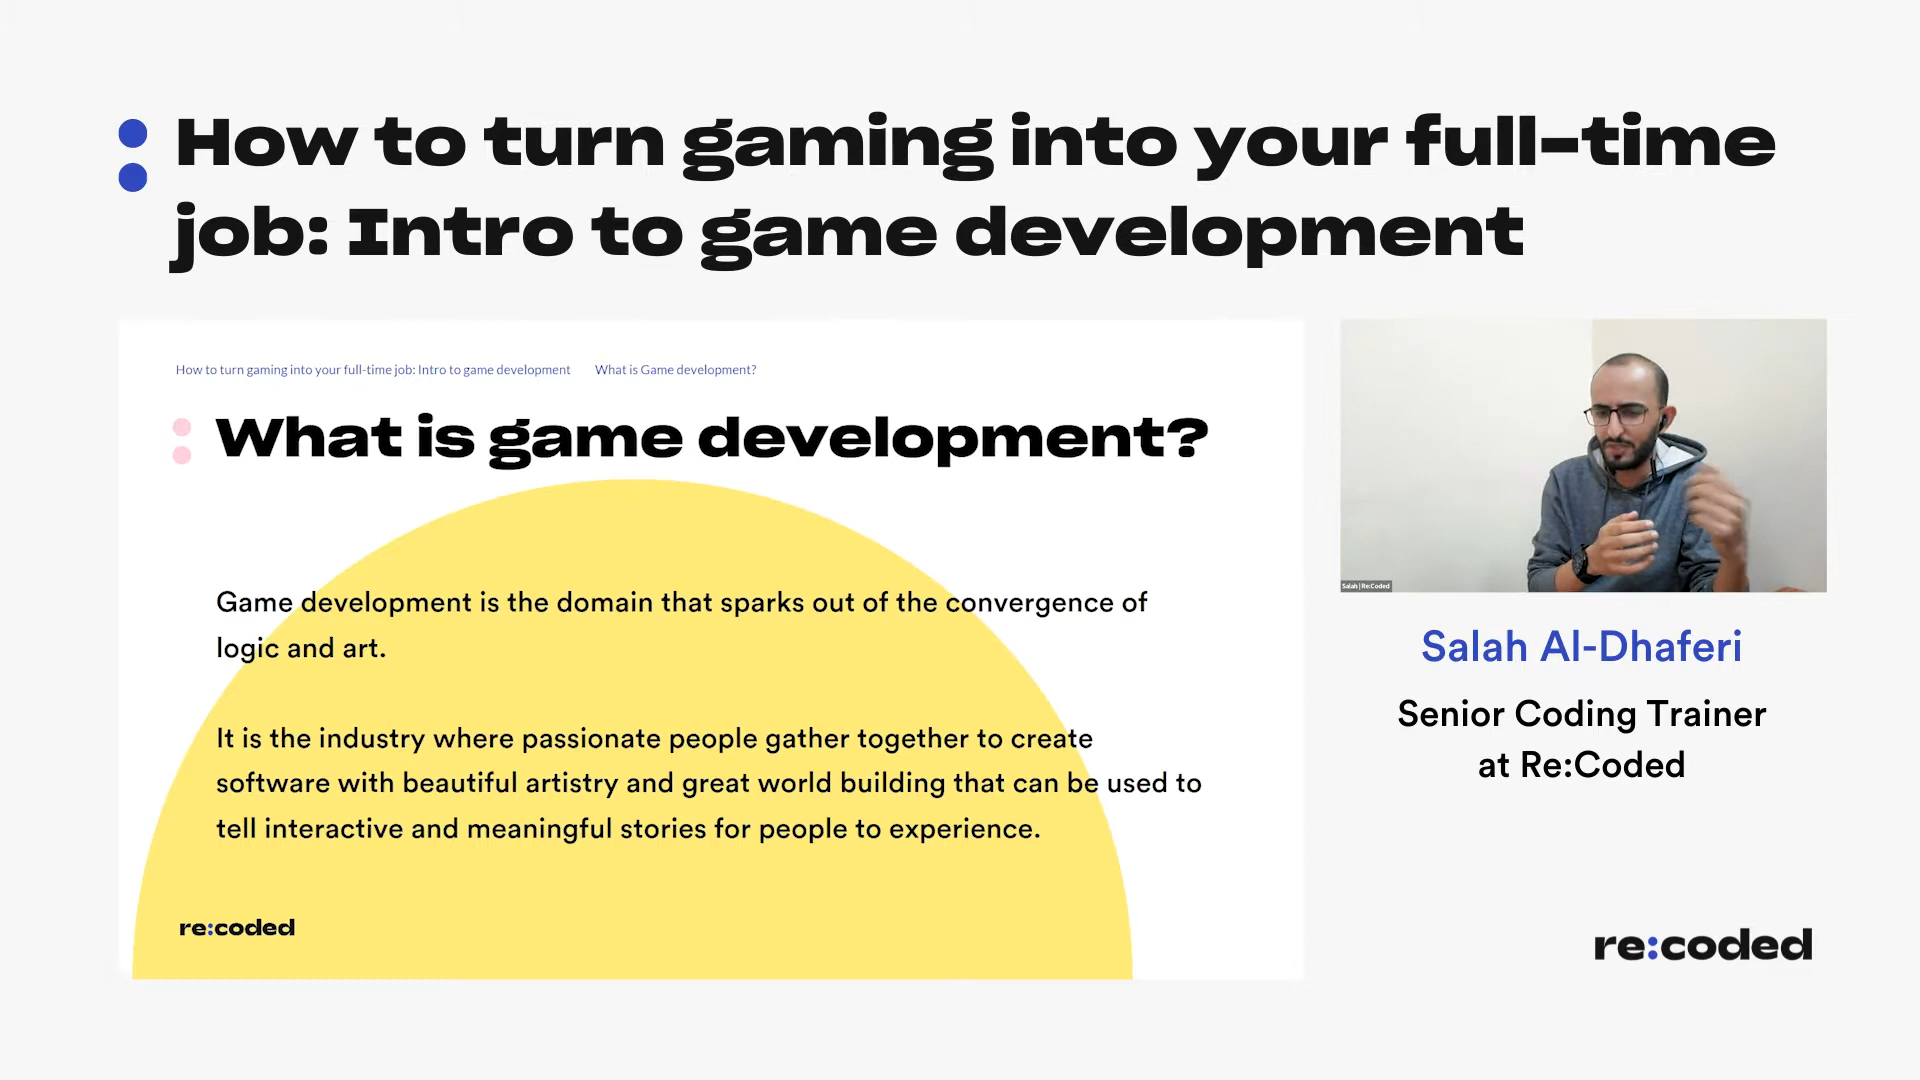 How to turn gaming into your full-time
job: Intro to game development
How to turn gaming into your full-time job: Intro to game development What is Game development?
What is game development?
Game development is the domain that sparks out of the convergence of
logic and art.
It is the industry where passionate people gather together to create
software with beautiful artistry and great world building that can be used to
tell interactive and meaningful stories for people to experience.
re:coded
Salah | Re:Coded
Salah Al-Dhaferi
Senior Coding Trainer
at Re:Coded
re:coded